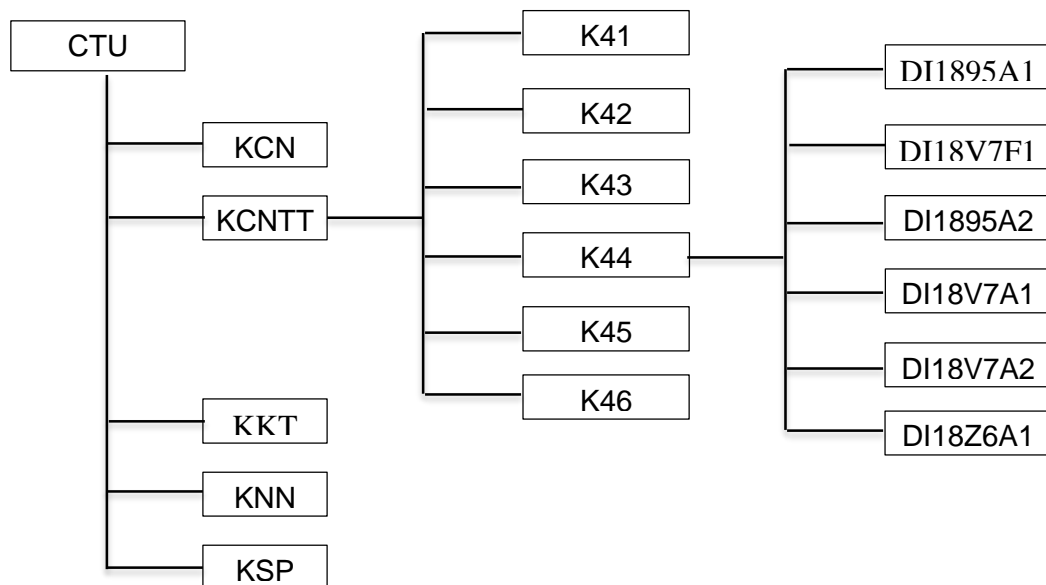 CTU
KCN
KCNTT
KKT
KNN
KSP
K41
K42
K43
K44
K45
K46
DI1895A1
DI18V7F1
DI1895A2
DI18V7A1
DI18V7A2
DI18Z6A1